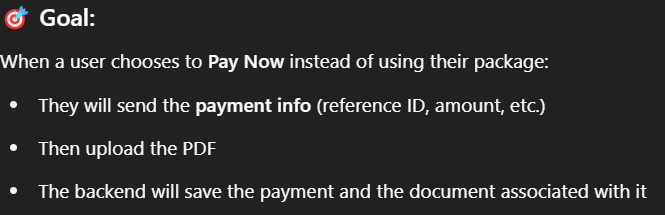 🎯 Goal:
When a user chooses to Pay Now instead of using their package:
• They will send the payment info (reference ID, amount, etc.)
• Then upload the PDF
• The backend will save the payment and the document associated with it